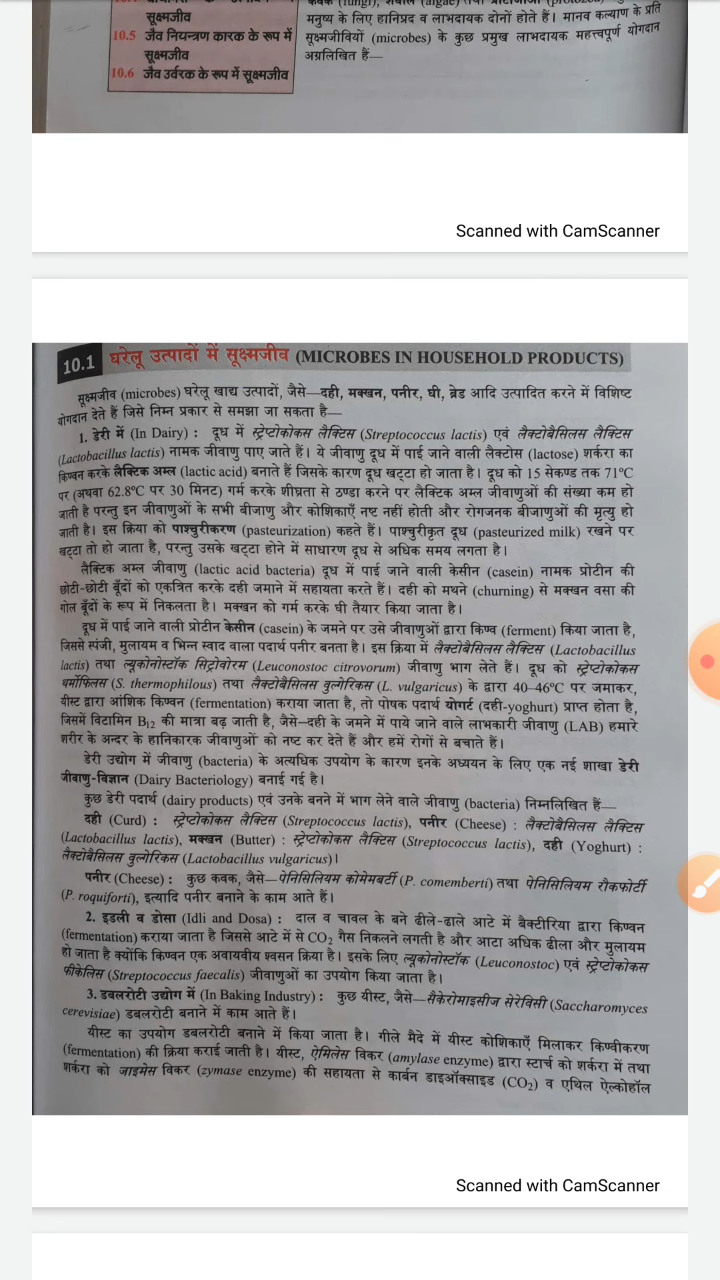 सूक्ष्मजीव
10.5 जैव नियन्त्रण कारक के रूप में
सूक्ष्मजीव
10.6 जैव उर्वरक के रूप में सूक्ष्मजीव
कवक (fungi), शैवाल (algae) तथा
मनुष्य के लिए हानिप्रद व लाभदायक दोनों होते हैं। मानव कल्याण के प्रति
सूक्ष्मजीवियों (microbes) के कुछ प्रमुख लाभदायक महत्त्वपूर्ण योगदान
अग्रलिखित हैं—
Scanned with CamScanner
10.1 घरेलू उत्पादों में सूक्ष्मजीव (MICROBES IN HOUSEHOLD PRODUCTS)
सूक्ष्मजीव (microbes) घरेलू खाद्य उत्पादों, जैसे—दही, मक्खन, पनीर, घी, ब्रेड आदि उत्पादित करने में विशिष्ट
योगदान देते हैं जिसे निम्न प्रकार से समझा जा सकता है—
1. डेरी में (In Dairy) : दूध में स्ट्रेप्टोकोकस लैक्टिस (Streptococcus lactis) एवं लैक्टोबैसिलस लैक्टिस
(Lactobacillus lactis) नामक जीवाणु पाए जाते हैं। ये जीवाणु दूध में पाई जाने वाली लैक्टोस (lactose) शर्करा का
किण्वन करके लैक्टिक अम्ल (lactic acid) बनाते हैं जिसके कारण दूध खट्टा हो जाता है। दूध को 15 सेकण्ड तक 71°C
पर (अथवा 62.8°C पर 30 मिनट) गर्म करके शीघ्रता से ठण्डा करने पर लैक्टिक अम्ल जीवाणुओं की संख्या कम हो
जाती है परन्तु इन जीवाणुओं के सभी बीजाणु और कोशिकाएँ नष्ट नहीं होती और रोगजनक बीजाणुओं की मृत्यु हो
जाती है। इस क्रिया को पाश्चुरीकरण (pasteurization) कहते हैं। पाश्चुरीकृत दूध (pasteurized milk) रखने पर
खट्टा तो हो जाता है, परन्तु उसके खट्टा होने में साधारण दूध से अधिक समय लगता है।
लैक्टिक अम्ल जीवाणु (lactic acid bacteria) दूध में पाई जाने वाली केसीन (casein) नामक प्रोटीन की
छोटी-छोटी बूँदों को एकत्रित करके दही जमाने में सहायता करते हैं। दही को मथने (churning) से मक्खन वसा की
गोल बूँदों के रूप में निकलता है। मक्खन को गर्म करके घी तैयार किया जाता है।
दूध में पाई जाने वाली प्रोटीन केसीन (casein) के जमने पर उसे जीवाणुओं द्वारा किण्व (ferment) किया जाता है,
जिससे स्पंजी, मुलायम व भिन्न स्वाद वाला पदार्थ पनीर बनता है। इस क्रिया में लैक्टोबैसिलस लैक्टिस (Lactobacillus
lactis) तथा ल्यूकोनोस्टॉक सिट्रोवोरम (Leuconostoc citrovorum) जीवाणु भाग लेते हैं। दूध को स्ट्रेप्टोकोकस
थर्मोफिलस (S. thermophilous) तथा लैक्टोबैसिलस वुल्गेरिकस (L. vulgaricus) के द्वारा 40–46°C पर जमाकर,
यीस्ट द्वारा आंशिक किण्वन (fermentation) कराया जाता है, तो पोषक पदार्थ योगर्ट (दही-yoghurt) प्राप्त होता है,
जिसमें विटामिन B12 की मात्रा बढ़ जाती है, जैसे—दही के जमने में पाये जाने वाले लाभकारी जीवाणु (LAB) हमारे
शरीर के अन्दर के हानिकारक जीवाणुओं को नष्ट कर देते हैं और हमें रोगों से बचाते हैं।
डेरी उद्योग में जीवाणु (bacteria) के अत्यधिक उपयोग के कारण इनके अध्ययन के लिए एक नई शाखा डेरी
जीवाणु-विज्ञान (Dairy Bacteriology) बनाई गई है।
कुछ डेरी पदार्थ (dairy products) एवं उनके बनने में भाग लेने वाले जीवाणु (bacteria) निम्नलिखित हैं—
दही (Curd) : स्ट्रेप्टोकोकस लैक्टिस (Streptococcus lactis), पनीर (Cheese) : लैक्टोबैसिलस लैक्टिस
(Lactobacillus lactis), मक्खन (Butter) : स्ट्रेप्टोकोकस लैक्टिस (Streptococcus lactis), दही (Yoghurt) :
लैक्टोबैसिलस वुल्गेरिकस (Lactobacillus vulgaricus)।
पनीर (Cheese) : कुछ कवक, जैसे—पेनिसिलियम कोमेमबर्टी (P. comemberti) तथा पेनिसिलियम रौकफोर्टी
(P. roquiforti), इत्यादि पनीर बनाने के काम आते हैं।
2. इडली व डोसा (Idli and Dosa) : दाल व चावल के बने ढीले-ढाले आटे में बैक्टीरिया द्वारा किण्वन
(fermentation) कराया जाता है जिससे आटे में से CO2 गैस निकलने लगती है और आटा अधिक ढीला और मुलायम
हो जाता है क्योंकि किण्वन एक अवायवीय श्वसन क्रिया है। इसके लिए ल्यूकोनोस्टॉक (Leuconostoc) एवं स्ट्रेप्टोकोकस
फीकेलिस (Streptococcus faecalis) जीवाणुओं का उपयोग किया जाता है।
3. डबलरोटी उद्योग में (In Baking Industry) : कुछ यीस्ट, जैसे—सैकेरोमाइसीज सेरेविसी (Saccharomyces
cerevisiae) डबलरोटी बनाने में काम आते हैं।
यीस्ट का उपयोग डबलरोटी बनाने में किया जाता है। गीले मैदे में यीस्ट कोशिकाएँ मिलाकर किण्वीकरण
(fermentation) की क्रिया कराई जाती है। यीस्ट, ऐमिलेस विकर (amylase enzyme) द्वारा स्टार्च को शर्करा में तथा
शर्करा को जाइमेस विकर (zymase enzyme) की सहायता से कार्बन डाइऑक्साइड (CO2) व एथिल ऐल्कोहॉल
Scanned with CamScanner